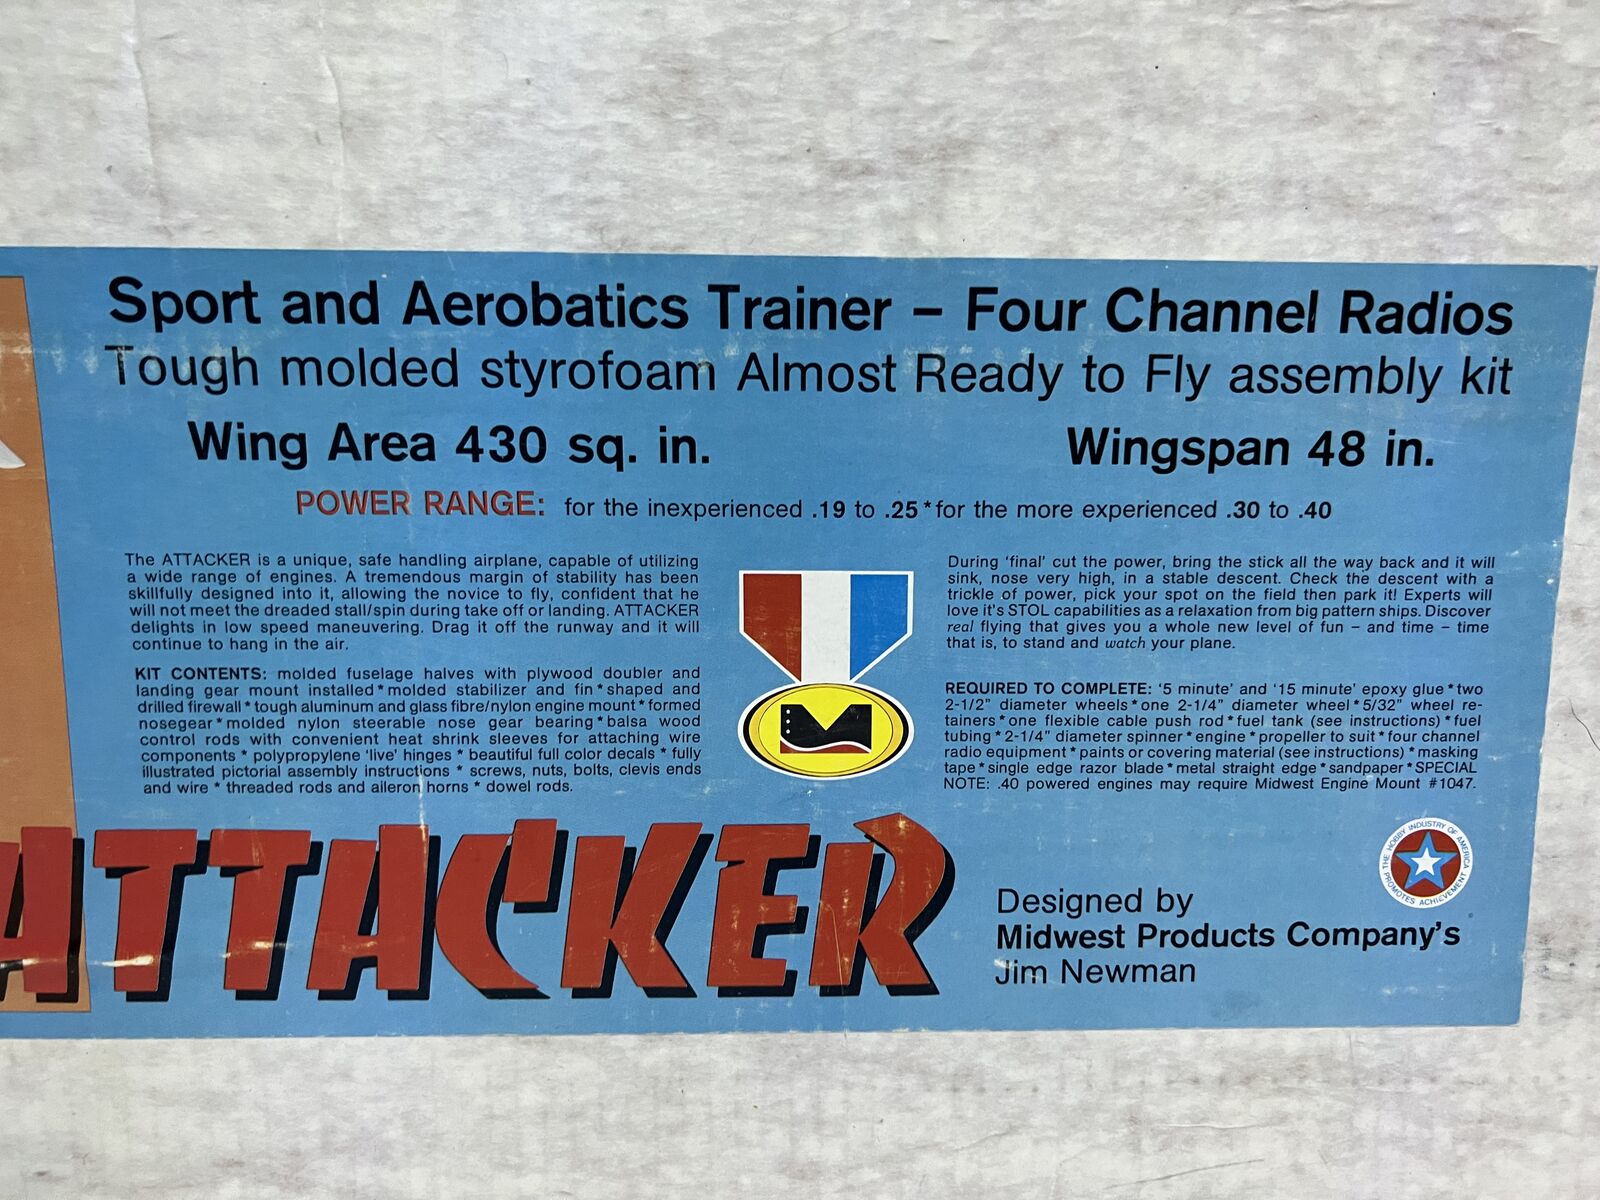 Sport and Aerobatics Trainer – Four Channel Radios
Tough molded styrofoam Almost Ready to Fly assembly kit
Wing Area 430 sq. in.
Wingspan 48 in.
POWER RANGE: for the inexperienced .19 to .25 * for the more experienced .30 to .40
The ATTACKER is a unique, safe handling airplane, capable of utilizing
a wide range of engines. A tremendous margin of stability has been
skillfully designed into it, allowing the novice to fly, confident that he
will not meet the dreaded stall/spin during take off or landing. ATTACKER
delights in low speed maneuvering. Drag it off the runway and it will
continue to hang in the air.
KIT CONTENTS: molded fuselage halves with plywood doubler and
landing gear mount installed * molded stabilizer and fin * shaped and
drilled firewall * tough aluminum and glass fibre/nylon engine mount * formed
nosegear * molded nylon steerable nose gear bearing * balsa wood
control rods with convenient heat shrink sleeves for attaching wire
components * polypropylene 'live' hinges * beautiful full color decals * fully
illustrated pictorial assembly instructions * screws, nuts, bolts, clevis ends
and wire * threaded rods and aileron horns * dowel rods.
During 'final' cut the power, bring the stick all the way back and it will
sink, nose very high, in a stable descent. Check the descent with a
trickle of power, pick your spot on the field then park it! Experts will
love it's STOL capabilities as a relaxation from big pattern ships. Discover
real flying that gives you a whole new level of fun – and time – time
that is, to stand and watch your plane.
REQUIRED TO COMPLETE: '5 minute' and '15 minute' epoxy glue * two
2-1/2" diameter wheels * one 2-1/4" diameter wheel * 5/32" wheel re-
tainers * one flexible cable push rod * fuel tank (see instructions) * fuel
tubing * 2-1/4" diameter spinner * engine * propeller to suit * four channel
radio equipment * paints or covering material (see instructions) * masking
tape * single edge razor blade * metal straight edge * sandpaper * SPECIAL
NOTE: .40 powered engines may require Midwest Engine Mount #1047.
M
ATTACKER
THE HOBBY INDUSTRY OF AMERICA
PROMOTES ACHIEVEMENT
Designed by
Midwest Products Company's
Jim Newman